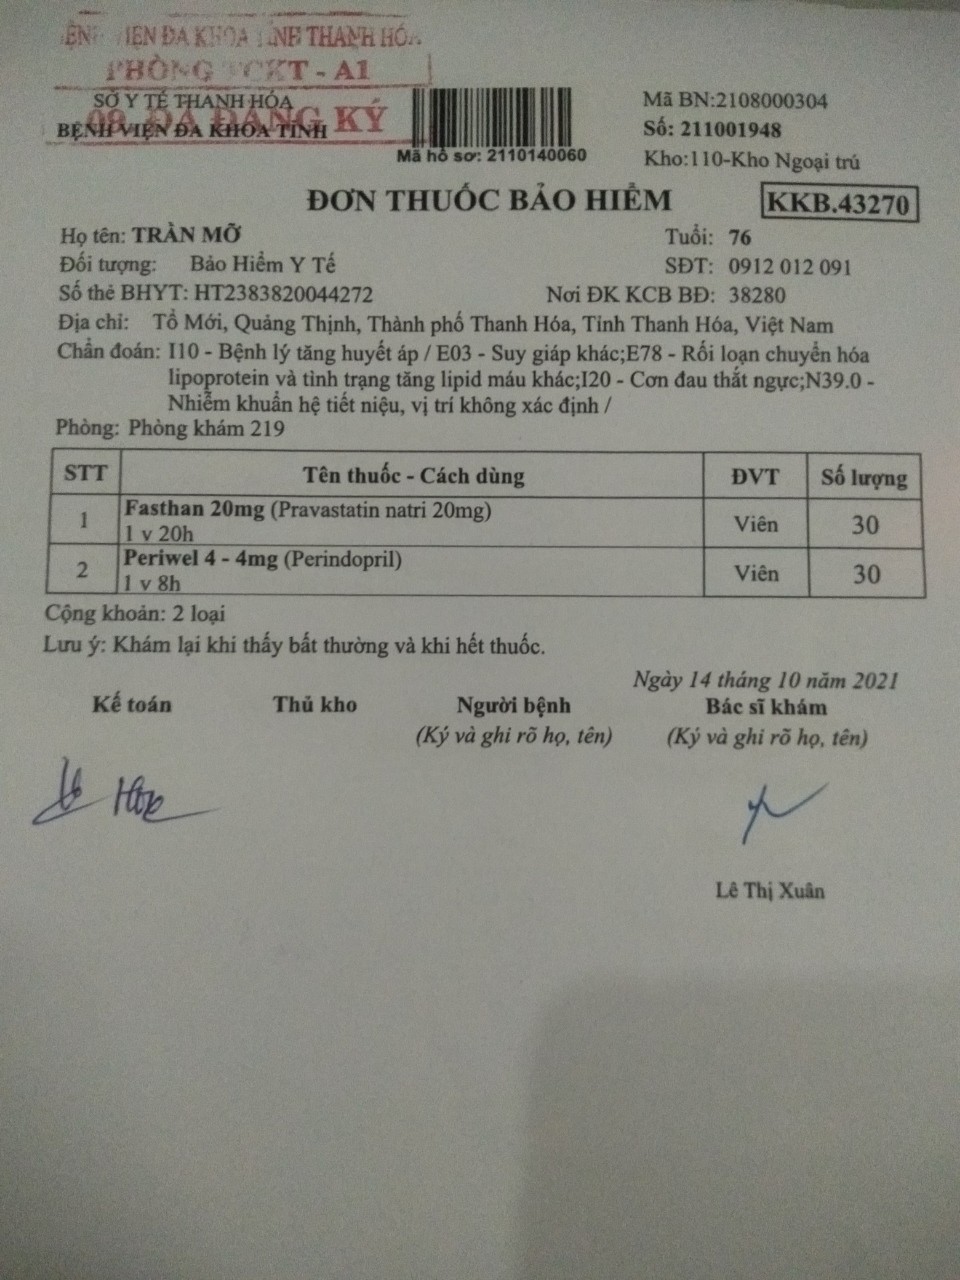 BỆNH VIỆN ĐA KHOA TỈNH THANH HÓA
PHÒNG TCKT - A1
SỞ Y TẾ THANH HÓA
09. ĐÃ ĐĂNG KÝ
BỆNH VIỆN ĐA KHOA TỈNH
Mã hồ sơ: 2110140060
Mã BN:2108000304
Số: 211001948
Kho:110-Kho Ngoại trú
ĐƠN THUỐC BẢO HIỂM
KKB.43270
Họ tên: TRẦN MỠ
Tuổi: 76
Đối tượng: Bảo Hiểm Y Tế
SĐT: 0912 012 091
Số thẻ BHYT: HT2383820044272
Nơi ĐK KCB BĐ: 38280
Địa chỉ: Tổ Mới, Quảng Thịnh, Thành phố Thanh Hóa, Tỉnh Thanh Hóa, Việt Nam
Chẩn đoán: I10 - Bệnh lý tăng huyết áp / E03 - Suy giáp khác;E78 - Rối loạn chuyển hóa
lipoprotein và tình trạng tăng lipid máu khác;I20 - Cơn đau thắt ngực;N39.0 -
Nhiễm khuẩn hệ tiết niệu, vị trí không xác định /
Phòng: Phòng khám 219
STT Tên thuốc - Cách dùng ĐVT Số lượng
1 Fasthan 20mg (Pravastatin natri 20mg) Viên 30
1 v 20h
2 Periwel 4 - 4mg (Perindopril) Viên 30
1 v 8h
Cộng khoản: 2 loại
Lưu ý: Khám lại khi thấy bất thường và khi hết thuốc.
Ngày 14 tháng 10 năm 2021
Kế toán Thủ kho Người bệnh Bác sĩ khám
(Ký và ghi rõ họ, tên) (Ký và ghi rõ họ, tên)
Lê Thị Xuân